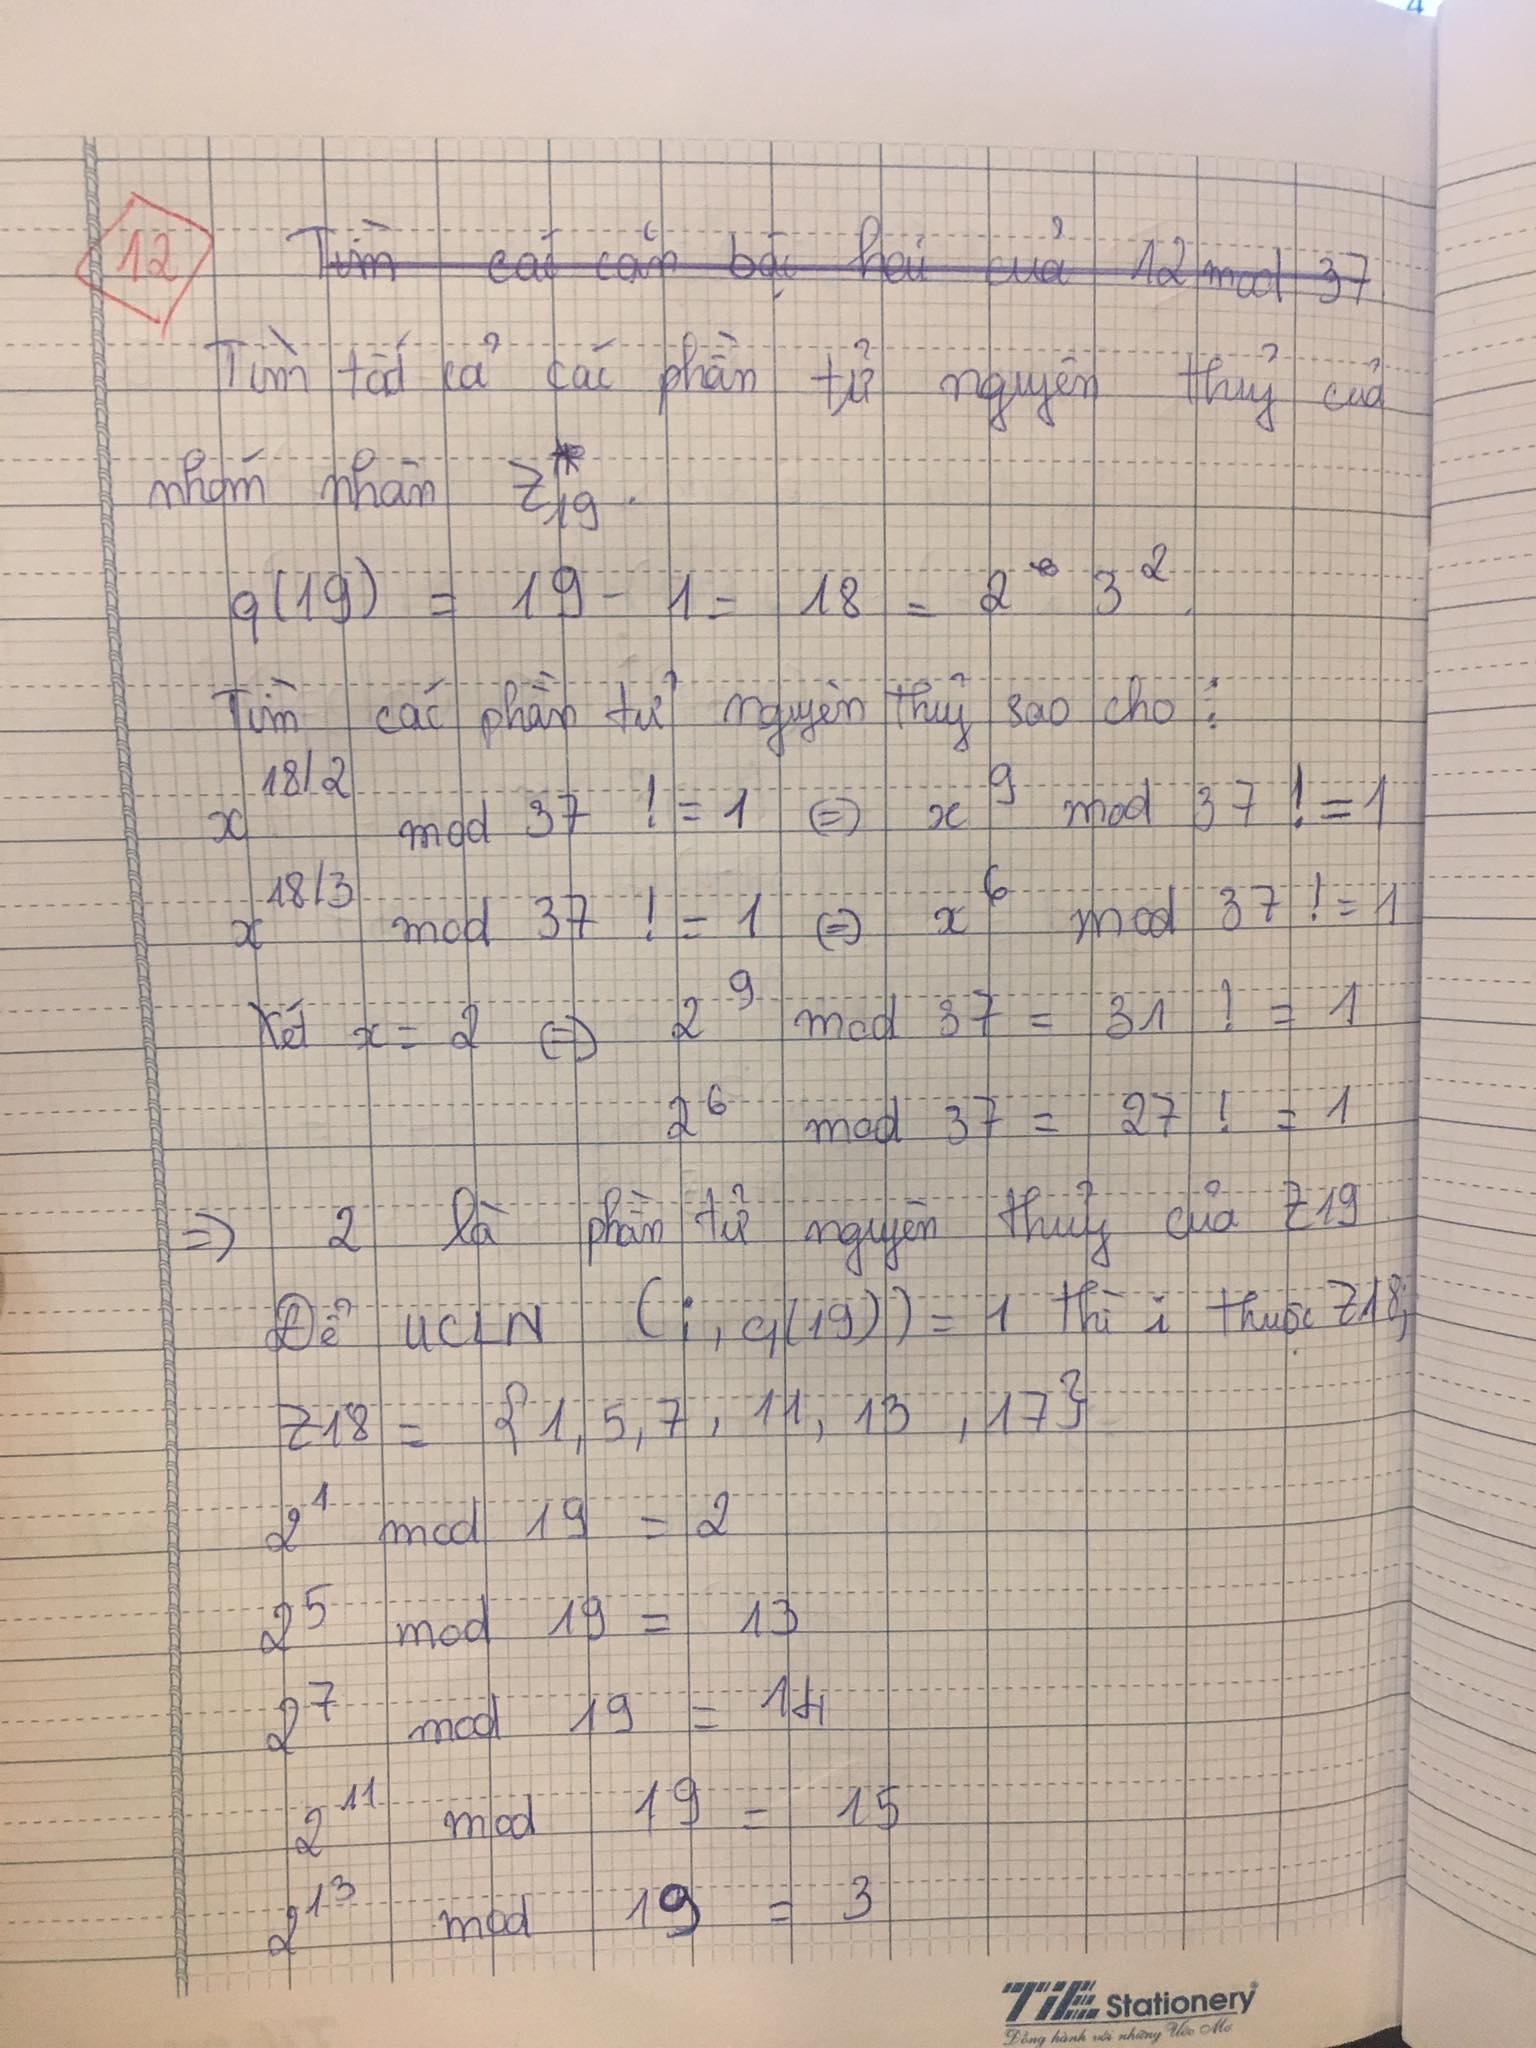 12
Tìm các căn bậc hai của 12 mod 37
Tìm tất cả các phần tử nguyên thuỷ của
nhóm nhân Z*19.
φ(19) = 19 - 1 = 18 = 2 * 3^2.
Tìm các phần tử nguyên thuỷ sao cho:
x^18/2 mod 37 != 1 (=) x^9 mod 37 != 1
x^18/3 mod 37 != 1 (=) x^6 mod 37 != 1
Xét x = 2 (=) 2^9 mod 37 = 31 != 1
2^6 mod 37 = 27 != 1
=> 2 là phần tử nguyên thuỷ của Z19
Để UCLN (i, φ(19)) = 1 thì i thuộc Z18;
Z18 = {1, 5, 7, 11, 13, 17}
2^1 mod 19 = 2
2^5 mod 19 = 13
2^7 mod 19 = 14
2^11 mod 19 = 15
2^13 mod 19 = 3
TiE Stationery
Đồng hành với những Ước Mơ